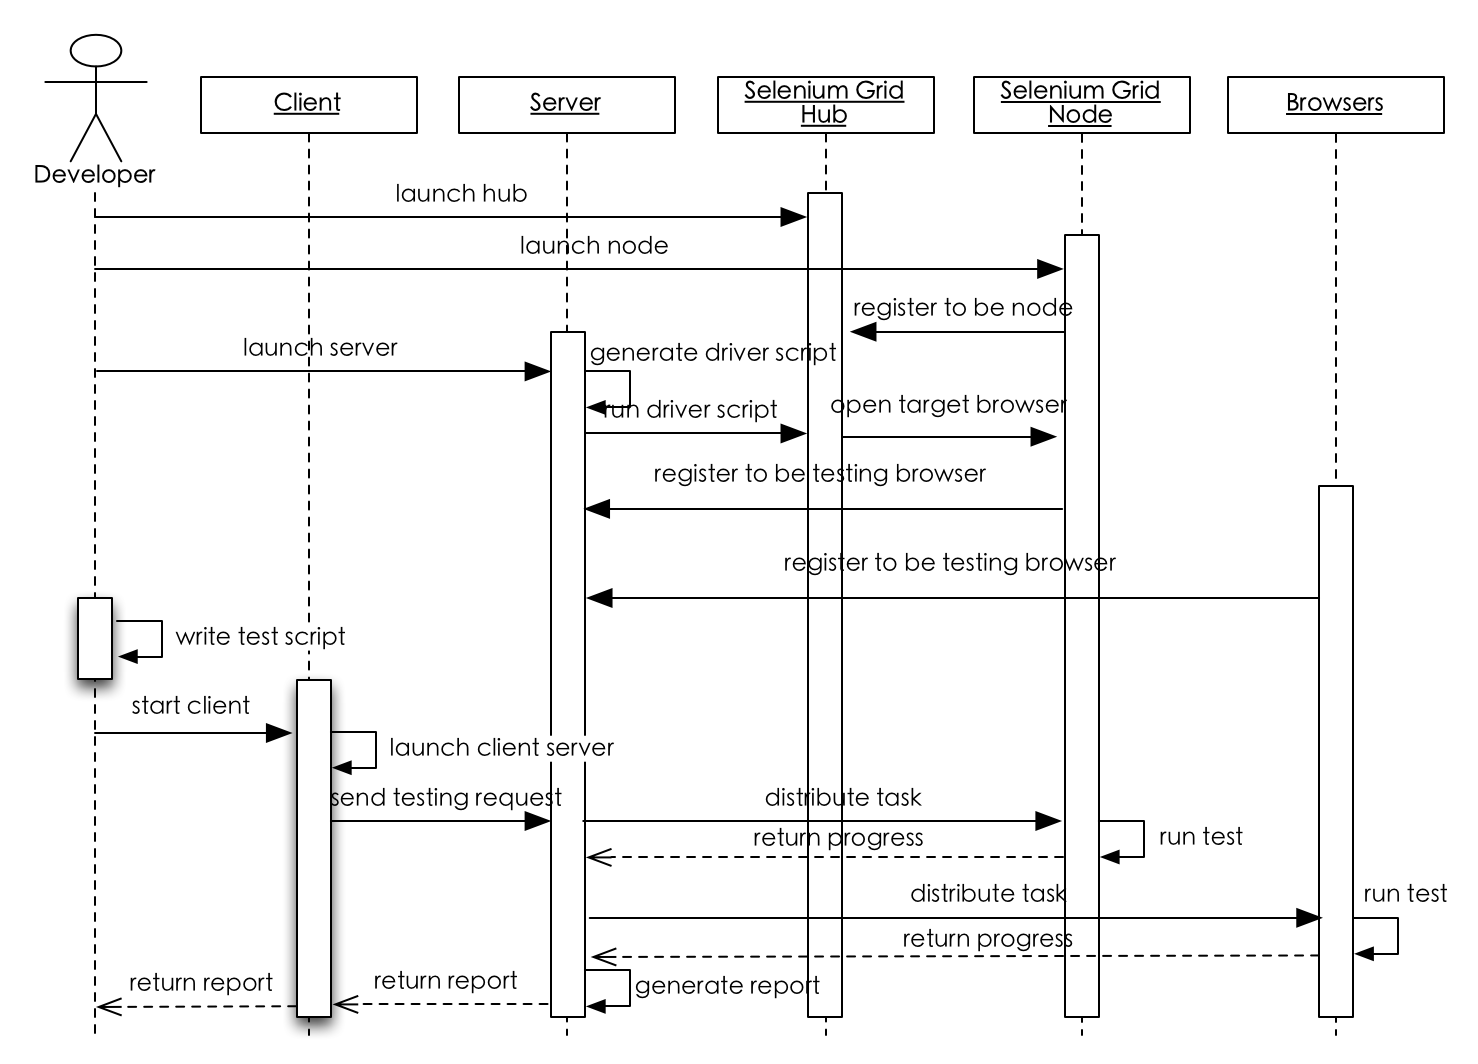 Client
Server
Selenium Grid
Hub
Selenium Grid
Node
Browsers
Developer
launch hub
launch node
register to be node
launch server
generate driver script
run driver script
open target browser
register to be testing browser
register to be testing browser
write test script
start client
launch client server
send testing request
distribute task
return progress
run test
distribute task
run test
return progress
return report
return report
generate report